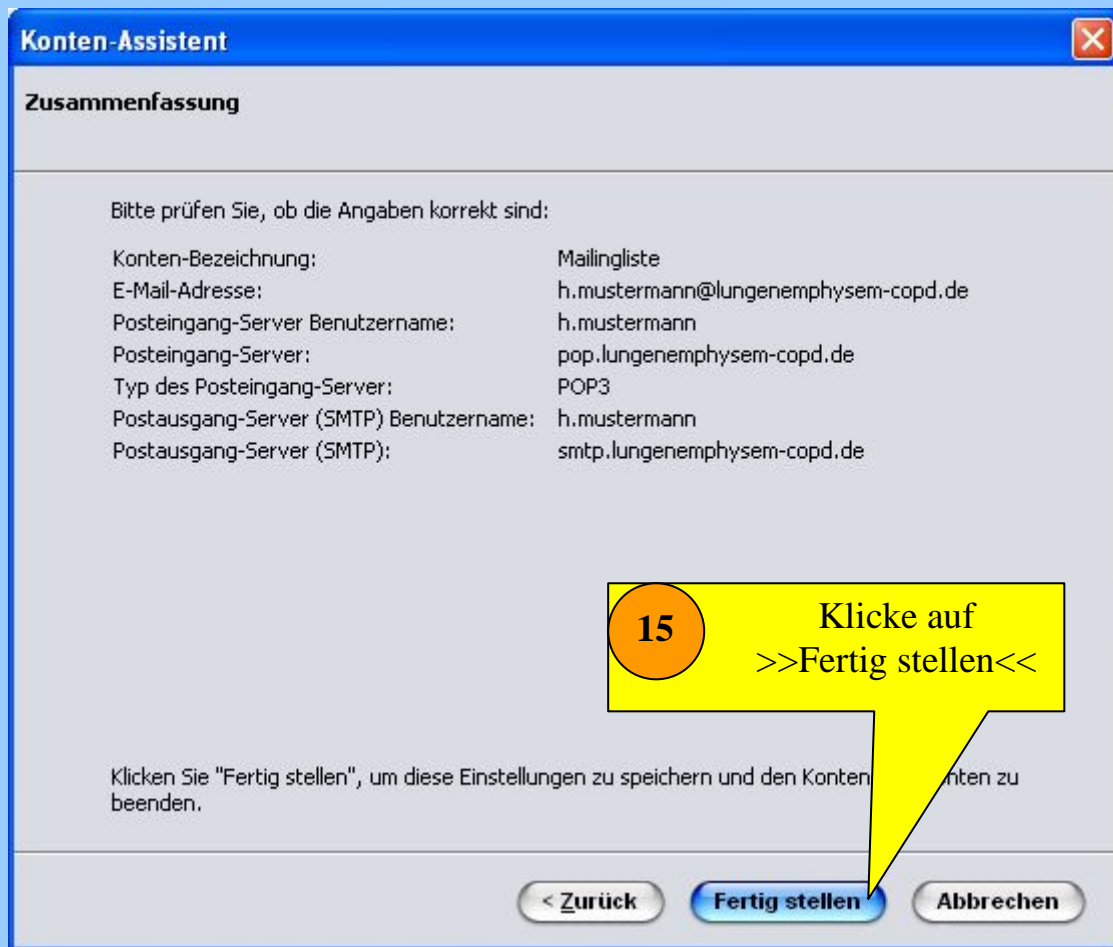 Konten-Assistent
Zusammenfassung
Bitte prüfen Sie, ob die Angaben korrekt sind:
Konten-Bezeichnung: Mailingliste
E-Mail-Adresse: h.mustermann@lungenemphysem-copd.de
Posteingang-Server Benutzername: h.mustermann
Posteingang-Server: pop.lungenemphysem-copd.de
Typ des Posteingang-Server: POP3
Postausgang-Server (SMTP) Benutzername: h.mustermann
Postausgang-Server (SMTP): smtp.lungenemphysem-copd.de
15 Klicke auf
>>Fertig stellen<<
Klicken Sie "Fertig stellen", um diese Einstellungen zu speichern und den Konten nten zu
beenden.
< Zurück Fertig stellen Abbrechen